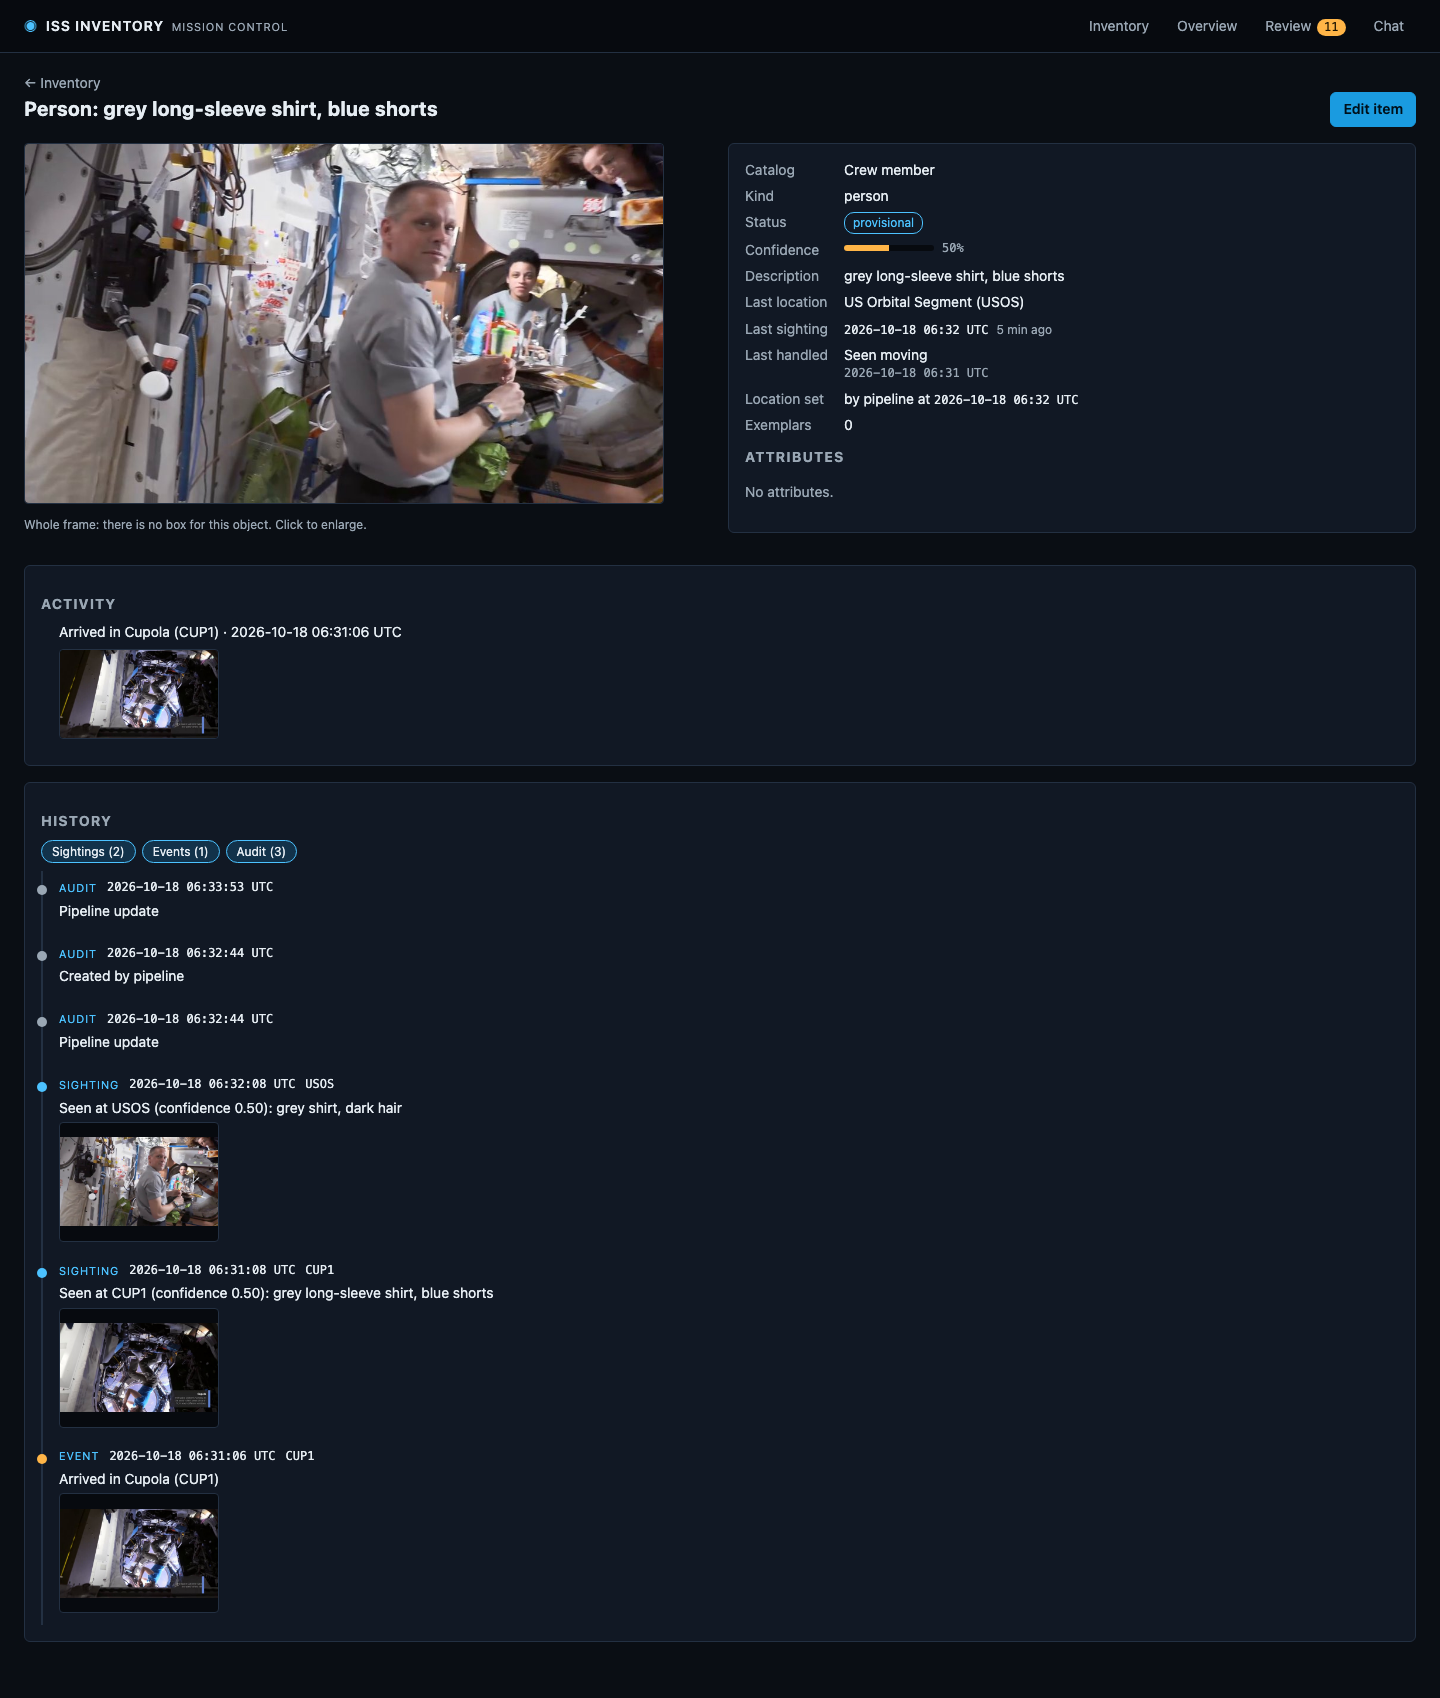 ISS INVENTORY MISSION CONTROL
Inventory
Overview
Review 11
Chat
← Inventory
Person: grey long-sleeve shirt, blue shorts
Edit item
Whole frame: there is no box for this object. Click to enlarge.
Catalog Crew member
Kind person
Status provisional
Confidence 50%
Description grey long-sleeve shirt, blue shorts
Last location US Orbital Segment (USOS)
Last sighting 2026-10-18 06:32 UTC 5 min ago
Last handled Seen moving
2026-10-18 06:31 UTC
Location set by pipeline at 2026-10-18 06:32 UTC
Exemplars 0
ATTRIBUTES
No attributes.
ACTIVITY
Arrived in Cupola (CUP1) · 2026-10-18 06:31:06 UTC
HISTORY
Sightings (2) Events (1) Audit (3)
AUDIT 2026-10-18 06:33:53 UTC
Pipeline update
AUDIT 2026-10-18 06:32:44 UTC
Created by pipeline
AUDIT 2026-10-18 06:32:44 UTC
Pipeline update
SIGHTING 2026-10-18 06:32:08 UTC USOS
Seen at USOS (confidence 0.50): grey shirt, dark hair
SIGHTING 2026-10-18 06:31:08 UTC CUP1
Seen at CUP1 (confidence 0.50): grey long-sleeve shirt, blue shorts
EVENT 2026-10-18 06:31:06 UTC CUP1
Arrived in Cupola (CUP1)